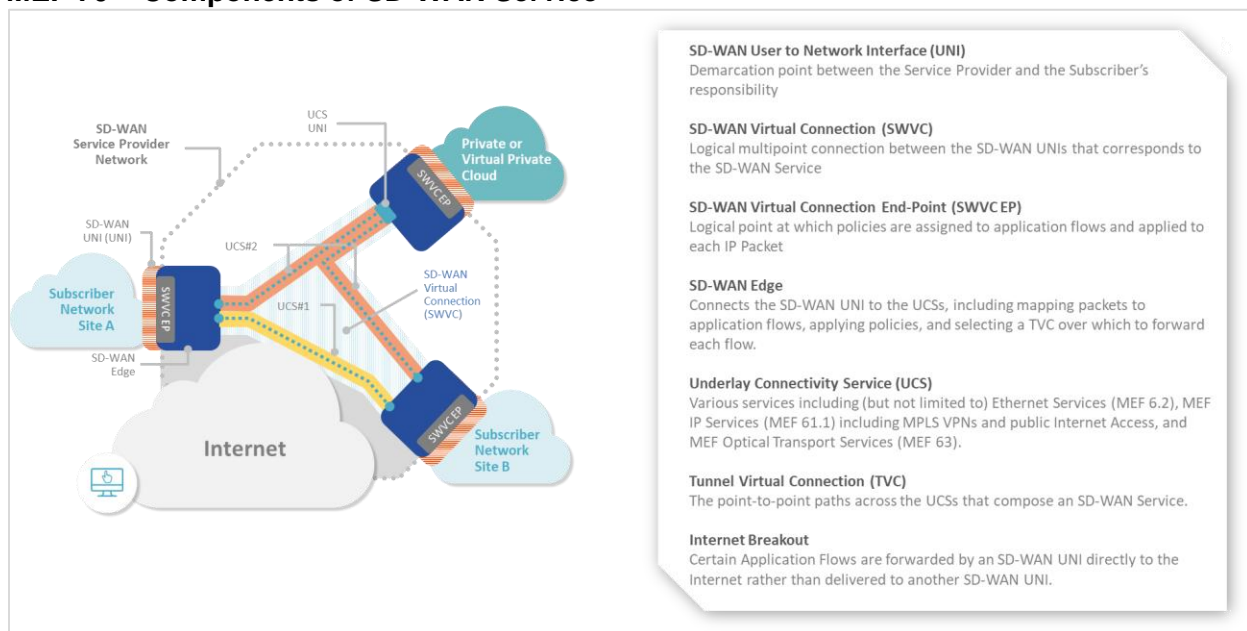 SD-WAN
Service Provider
Network
UCS
UNI
Private or
Virtual Private
Cloud
SWVC EP
SD-WAN
UNI (UNI)
UCS#2
SD-WAN
Virtual
Connection
(SWVC)
Subscriber
Network
Site A
SWVC EP
UCS#1
SD-WAN
Edge
Internet
SWVC EP
Subscriber
Network
Site B
SD-WAN User to Network Interface (UNI)
Demarcation point between the Service Provider and the Subscriber's
responsibility
SD-WAN Virtual Connection (SWVC)
Logical multipoint connection between the SD-WAN UNIs that corresponds to
the SD-WAN Service
SD-WAN Virtual Connection End-Point (SWVC EP)
Logical point at which policies are assigned to application flows and applied to
each IP Packet
SD-WAN Edge
Connects the SD-WAN UNI to the UCSs, including mapping packets to
application flows, applying policies, and selecting a TVC over which to forward
each flow.
Underlay Connectivity Service (UCS)
Various services including (but not limited to) Ethernet Services (MEF 6.2), MEF
IP Services (MEF 61.1) including MPLS VPNs and public Internet Access, and
MEF Optical Transport Services (MEF 63).
Tunnel Virtual Connection (TVC)
The point-to-point paths across the UCSs that compose an SD-WAN Service.
Internet Breakout
Certain Application Flows are forwarded by an SD-WAN UNI directly to the
Internet rather than delivered to another SD-WAN UNI.